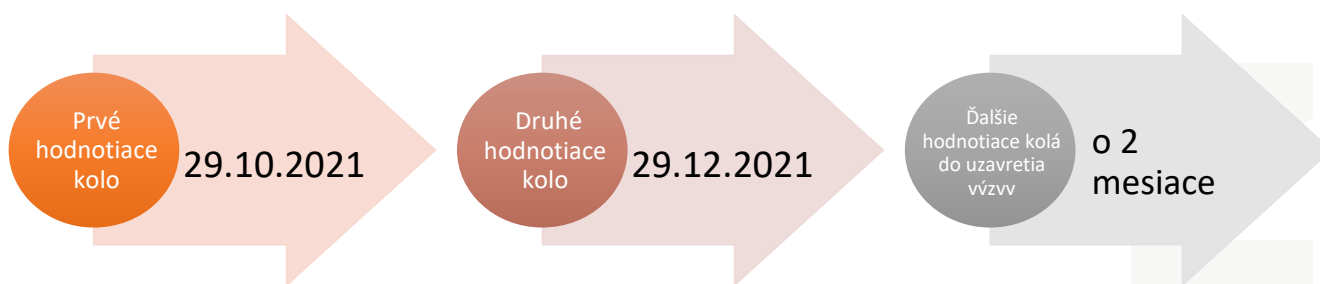 Prvé
hodnotiace
kolo
29.10.2021
Druhé
hodnotiace
kolo
29.12.2021
Ďalšie
hodnotiace kolá
do uzavretia
výzvv
o 2
mesiace